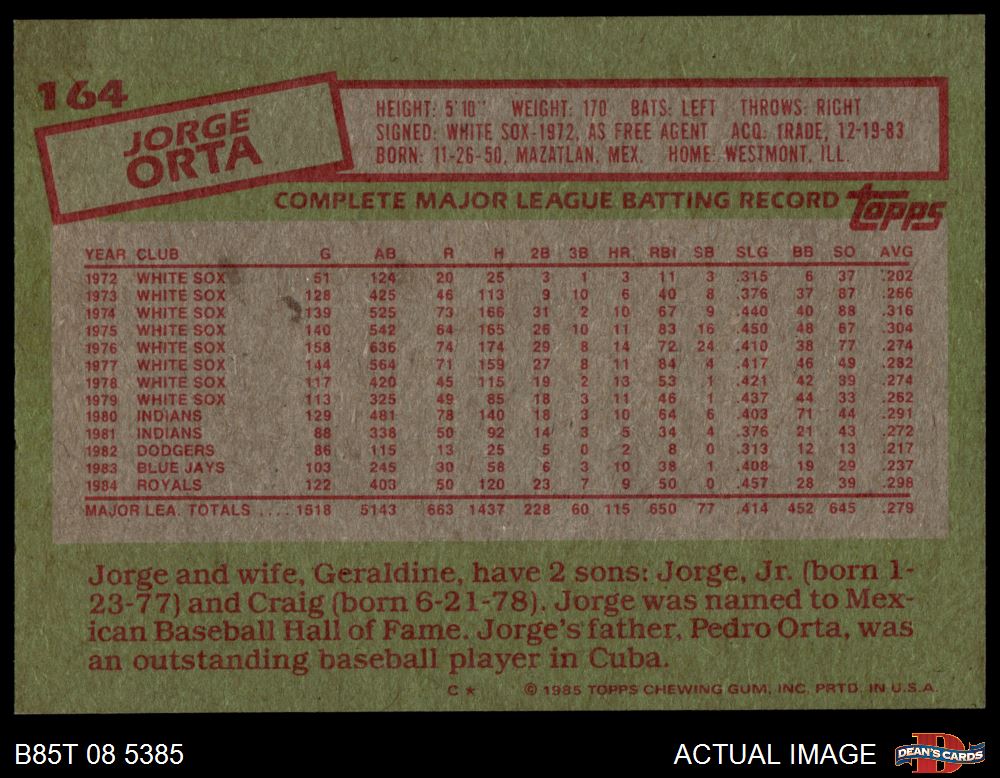 164
JORGE
ORTA
HEIGHT: 5'10" WEIGHT: 170 BATS: LEFT THROWS: RIGHT
SIGNED: WHITE SOX-1972, AS FREE AGENT ACQ: TRADE, 12-19-83
BORN: 11-26-50, MAZATLAN, MEX. HOME: WESTMONT, ILL.
COMPLETE MAJOR LEAGUE BATTING RECORD topps
YEAR CLUB G AB R H 2B 3B HR RBI SB SLG BB SO AVG
1972 WHITE SOX 51 124 20 25 3 1 3 11 3 .315 6 37 .202
1973 WHITE SOX 128 425 46 113 9 10 6 40 8 .376 37 87 .266
1974 WHITE SOX 139 525 73 166 31 2 10 67 9 .440 40 88 .316
1975 WHITE SOX 140 542 64 165 26 10 11 83 16 .450 48 67 .304
1976 WHITE SOX 158 636 74 174 29 8 14 72 24 .410 38 77 .274
1977 WHITE SOX 144 564 71 159 27 8 11 84 4 .417 46 49 .282
1978 WHITE SOX 117 420 45 115 19 2 13 53 1 .421 42 39 .274
1979 WHITE SOX 113 325 49 85 18 3 11 46 1 .437 44 33 .262
1980 INDIANS 129 481 78 140 18 3 10 64 6 .403 71 44 .291
1981 INDIANS 88 338 50 92 14 3 5 34 4 .376 21 43 .272
1982 DODGERS 86 115 13 25 5 0 2 8 0 .313 12 13 .217
1983 BLUE JAYS 103 245 30 58 6 3 10 38 1 .408 19 29 .237
1984 ROYALS 122 403 50 120 23 7 9 50 0 .457 28 39 .298
MAJOR LEA. TOTALS .... 1518 5143 663 1437 228 60 115 650 77 .414 452 645 .279
Jorge and wife, Geraldine, have 2 sons: Jorge, Jr. (born 1-
23-77) and Craig (born 6-21-78). Jorge was named to Mex-
ican Baseball Hall of Fame. Jorge's father, Pedro Orta, was
an outstanding baseball player in Cuba.
C ★ © 1985 TOPPS CHEWING GUM, INC. PRTD. IN U.S.A.
B85T 08 5385 ACTUAL IMAGE D DEAN'S CARDS